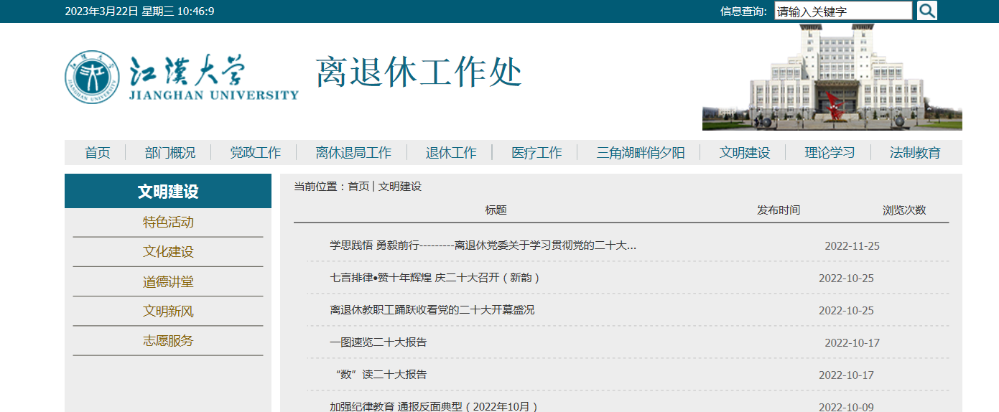 2023年3月22日 星期三 10:46:9
信息查询: 请输入关键字
江漢大学
JIANGHAN UNIVERSITY
离退休工作处
首页 部门概况 党政工作 离休退局工作 退休工作 医疗工作 三角湖畔俏夕阳 文明建设 理论学习 法制教育
文明建设
特色活动
文化建设
道德讲堂
文明新风
志愿服务
当前位置：首页 | 文明建设
标题 发布时间 浏览次数
学思践悟 勇毅前行---------离退休党委关于学习贯彻党的二十大... 2022-11-25
七言排律•赞十年辉煌 庆二十大召开（新韵） 2022-10-25
离退休教职工踊跃收看党的二十大开幕盛况 2022-10-25
一图速览二十大报告 2022-10-17
“数”读二十大报告 2022-10-17
加强纪律教育 通报反面典型（2022年10月） 2022-10-09